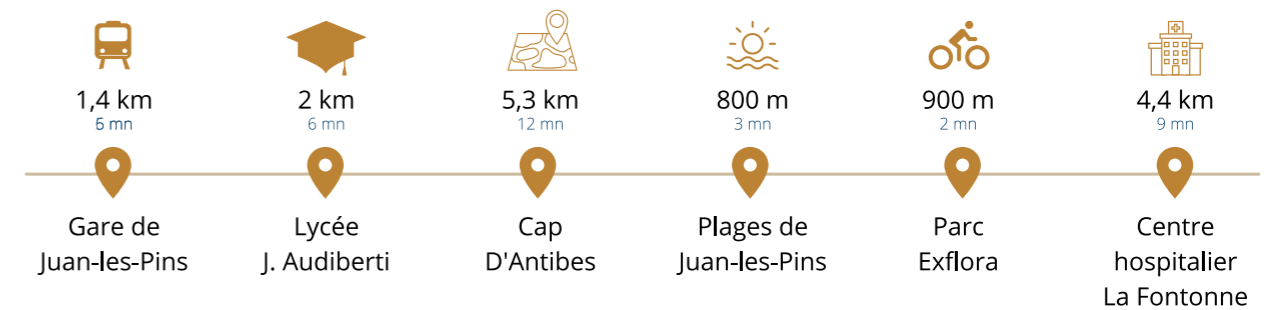 1,4 km
5 mn
Gare de
Juan-les-Pins
2 km
6 mn
Lycée
J. Audiberti
5,3 km
12 mn
Cap
D'Antibes
800 m
3 mn
Plages de
Juan-les-Pins
900 m
2 mn
Parc
Exflora
4,4 km
9 mn
Centre
hospitalier
La Fontonne